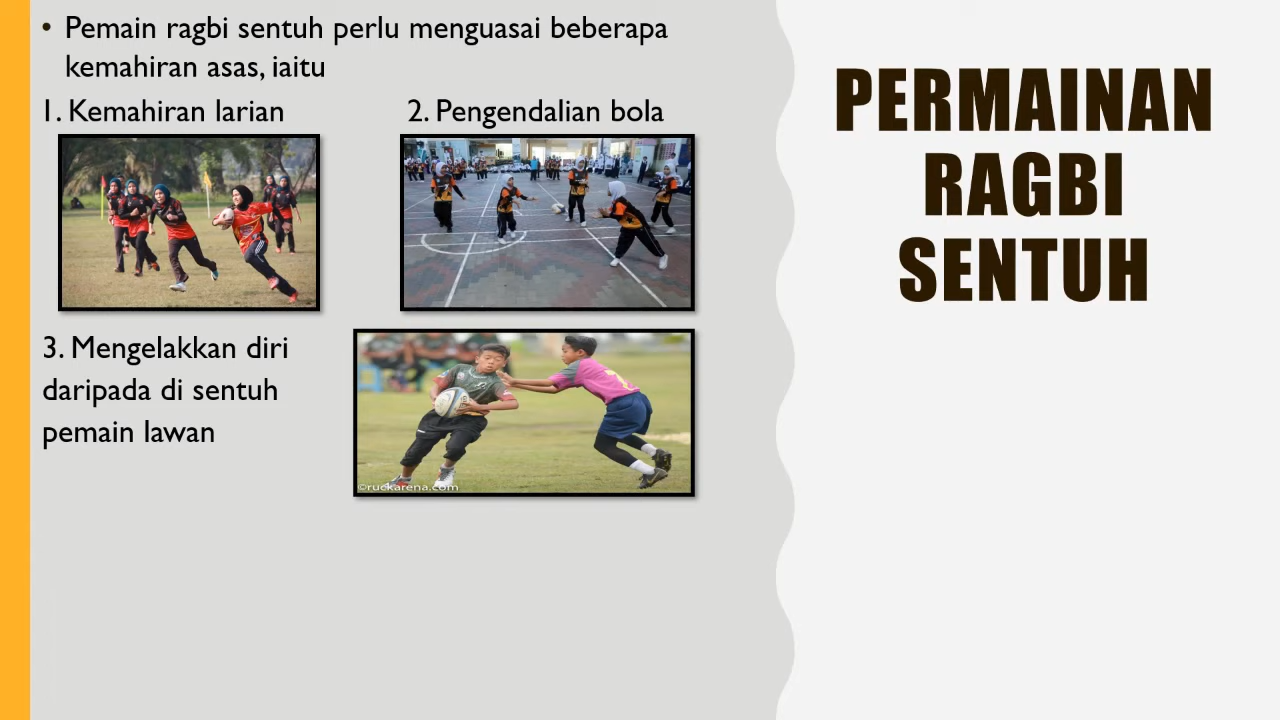 • Pemain ragbi sentuh perlu menguasai beberapa
kemahiran asas, iaitu
1. Kemahiran larian
2. Pengendalian bola
3. Mengelakkan diri
daripada di sentuh
pemain lawan
©ruckarena.com
PERMAINAN
RAGBI
SENTUH